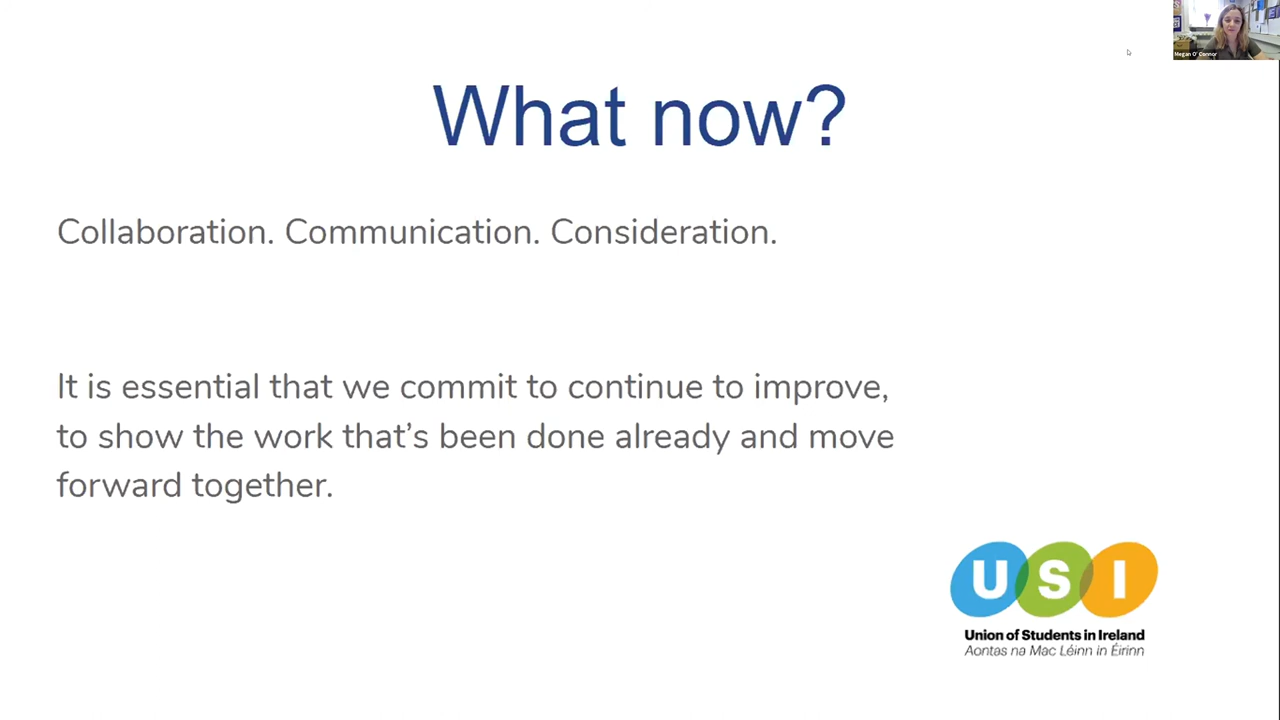 Megan O' Connor
What now?
Collaboration. Communication. Consideration.
It is essential that we commit to continue to improve,
to show the work that's been done already and move
forward together.
U S I
Union of Students in Ireland
Aontas na Mac Léinn in Éirinn